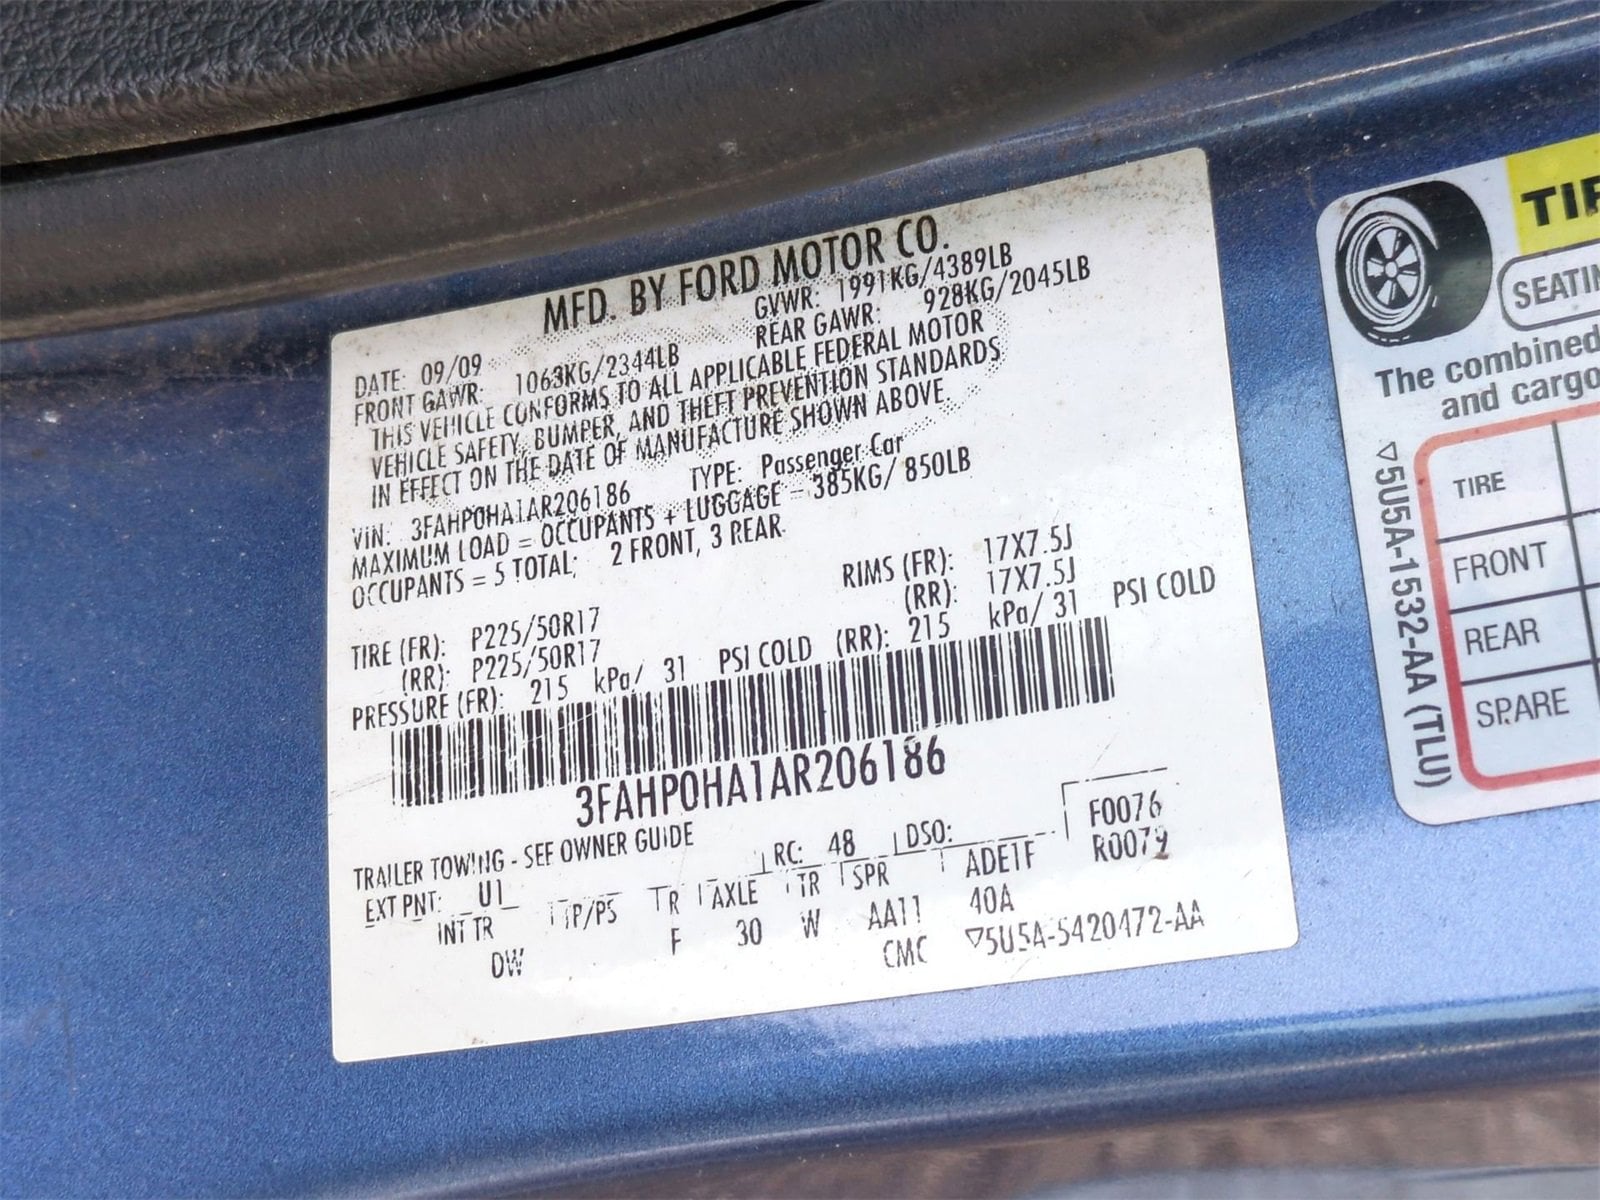 MFD. BY FORD MOTOR CO.
DATE: 09/09 GVWR: 1991KG/4389LB
FRONT GAWR: 1063KG/2344LB REAR GAWR: 928KG/2045LB
THIS VEHICLE CONFORMS TO ALL APPLICABLE FEDERAL MOTOR
VEHICLE SAFETY, BUMPER, AND THEFT PREVENTION STANDARDS
IN EFFECT ON THE DATE OF MANUFACTURE SHOWN ABOVE
VIN: 3FAHP0HA1AR206186 TYPE: Passenger Car
MAXIMUM LOAD = OCCUPANTS + LUGGAGE = 385KG/ 850LB
OCCUPANTS = 5 TOTAL; 2 FRONT, 3 REAR
TIRE (FR): P225/50R17 RIMS (FR): 17X7.5J
(RR): P225/50R17 (RR): 17X7.5J
PRESSURE (FR): 215 kPa/ 31 PSI COLD (RR): 215 kPa/ 31 PSI COLD
3FAHP0HA1AR206186
TRAILER TOWING - SEE OWNER GUIDE
EXT PNT: U1 RC: 48 DSO: F0076
INT TR TP/PS R AXLE TR SPR ADE1F R0079
DW F 30 W AA11 40A
CMC ▽5U5A-5420472-AA
SEATIN
The combined
and cargo
TIRE
FRONT
REAR
SPARE
▽5U5A-1532-AA (TLU)